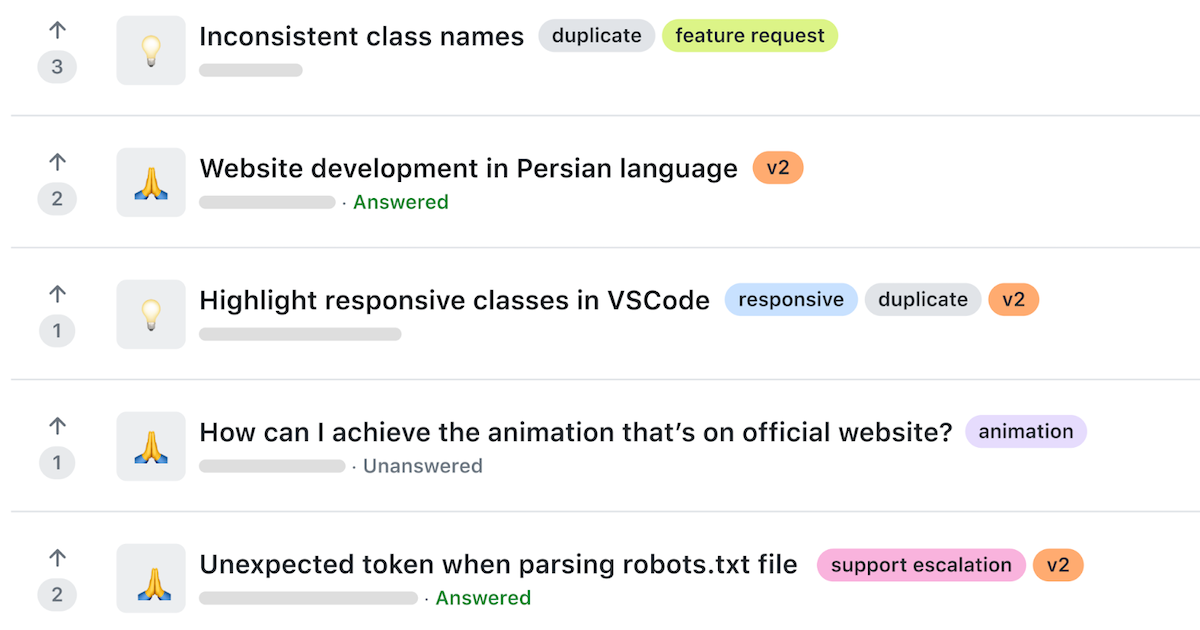 Inconsistent class names duplicate feature request
3
Website development in Persian language v2
2
· Answered
Highlight responsive classes in VSCode responsive duplicate v2
1
How can I achieve the animation that’s on official website? animation
1
· Unanswered
Unexpected token when parsing robots.txt file support escalation v2
2
· Answered